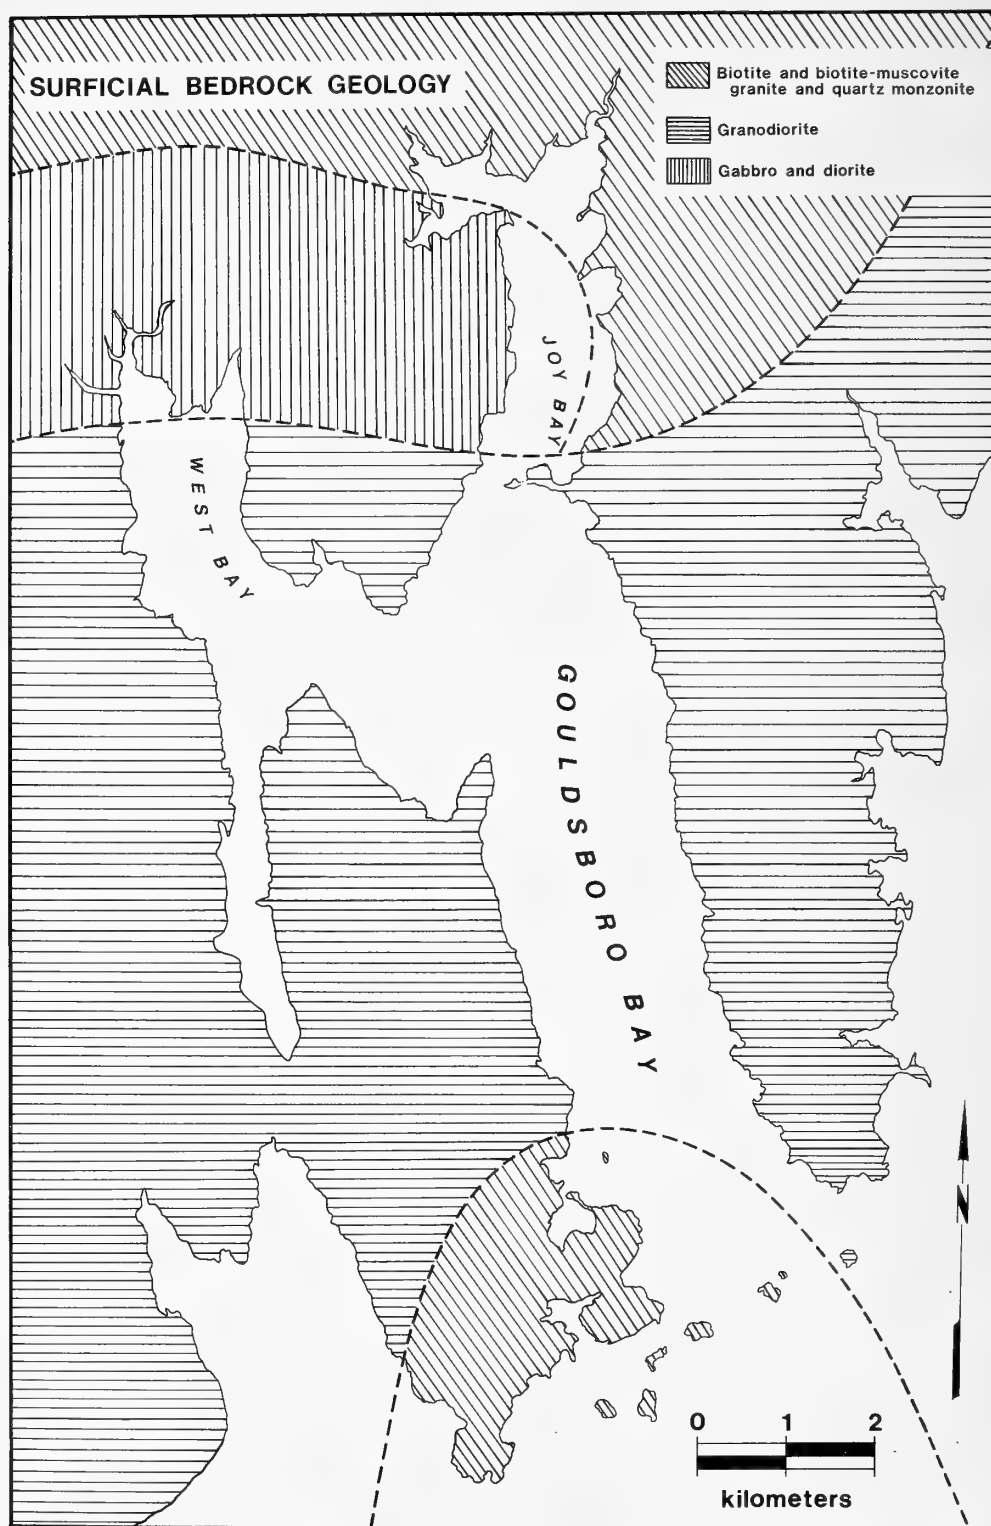 SURFICIAL BEDROCK GEOLOGY
Biotite and biotite-muscovite
granite and quartz monzonite
Granodiorite
Gabbro and diorite
JOY BAY
WEST BAY
GOULDSBORO BAY
N
0 1 2
kilometers